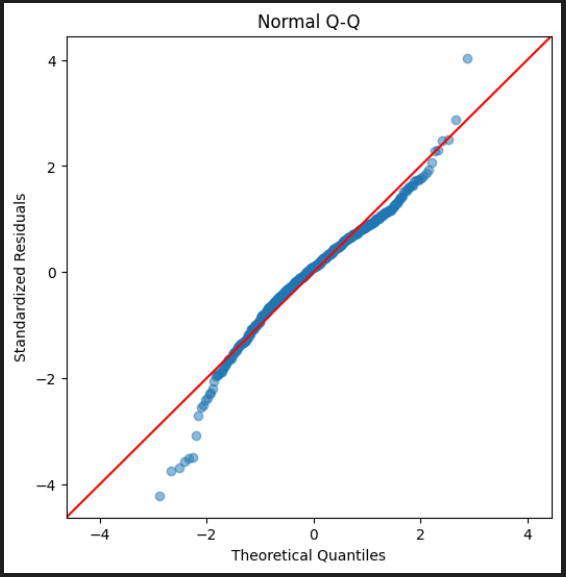 Normal Q-Q
4
2
0
−2
−4
Standardized Residuals
−4 −2 0 2 4
Theoretical Quantiles